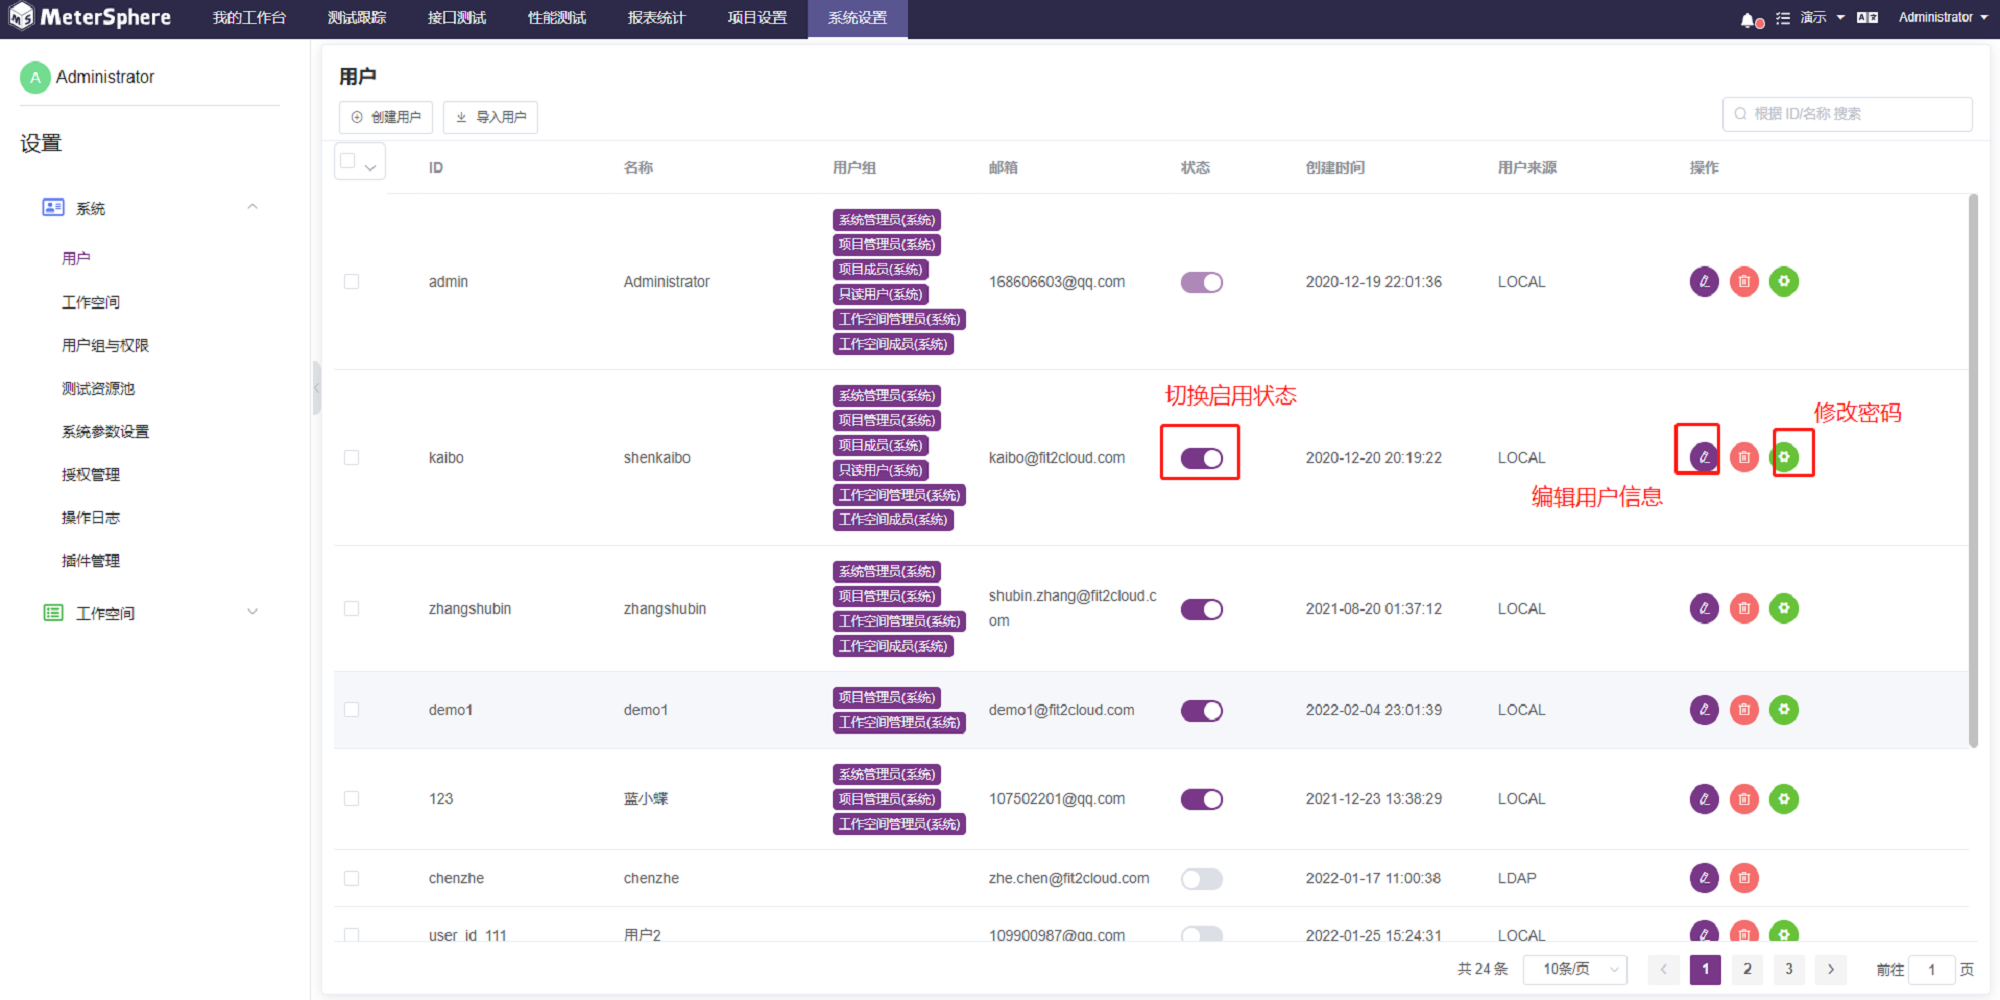 MeterSphere 我的工作台 测试跟踪 接口测试 性能测试 报表统计 项目设置 系统设置 演示 Administrator
A Administrator
设置
系统
用户
工作空间
用户组与权限
测试资源池
系统参数设置
授权管理
操作日志
插件管理
工作空间
用户
创建用户 导入用户 根据 ID/名称 搜索
ID 名称 用户组 邮箱 状态 创建时间 用户来源 操作
系统管理员(系统)
项目管理员(系统)
项目成员(系统)
只读用户(系统)
工作空间管理员(系统)
工作空间成员(系统)
admin Administrator 168606603@qq.com 2020-12-19 22:01:36 LOCAL
切换启用状态
修改密码
系统管理员(系统)
项目管理员(系统)
项目成员(系统)
只读用户(系统)
工作空间管理员(系统)
工作空间成员(系统)
kaibo shenkaibo kaibo@fit2cloud.com 2020-12-20 20:19:22 LOCAL
编辑用户信息
系统管理员(系统)
项目管理员(系统)
工作空间管理员(系统)
工作空间成员(系统)
zhangshubin zhangshubin shubin.zhang@fit2cloud.c
om 2021-08-20 01:37:12 LOCAL
项目管理员(系统)
工作空间管理员(系统)
demo1 demo1 demo1@fit2cloud.com 2022-02-04 23:01:39 LOCAL
系统管理员(系统)
项目管理员(系统)
工作空间管理员(系统)
123 蓝小蝶 107502201@qq.com 2021-12-23 13:38:29 LOCAL
chenzhe chenzhe zhe.chen@fit2cloud.com 2022-01-17 11:00:38 LDAP
user_id_111 用户2 109900987@qq.com 2022-01-25 15:24:31 LOCAL
共 24 条 10条/页 1 2 3 前往 1 页